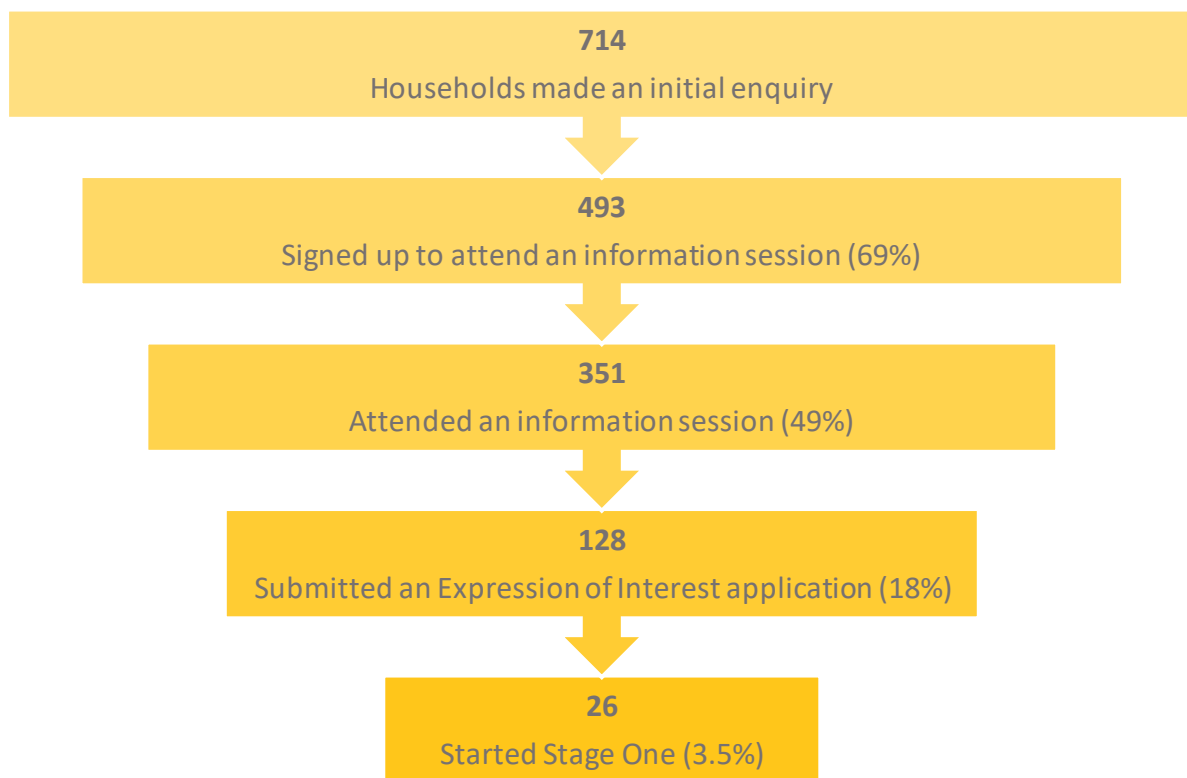 714
Households made an initial enquiry
493
Signed up to attend an information session (69%)
351
Attended an information session (49%)
128
Submitted an Expression of Interest application (18%)
26
Started Stage One (3.5%)